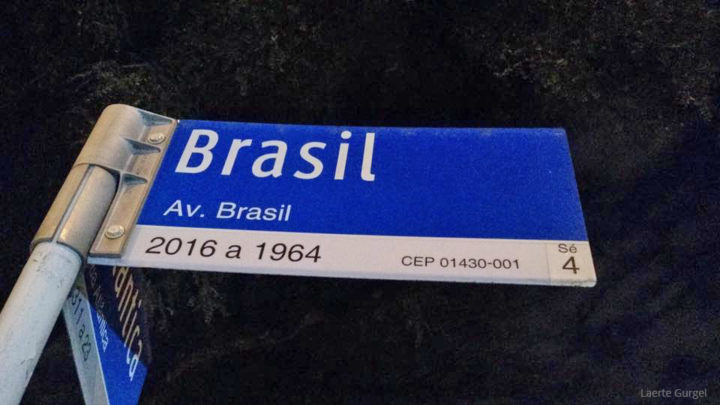 Brasil
Av. Brasil
2016 a 1964
CEP 01430-001
Sé
4
Laerte Gurgel